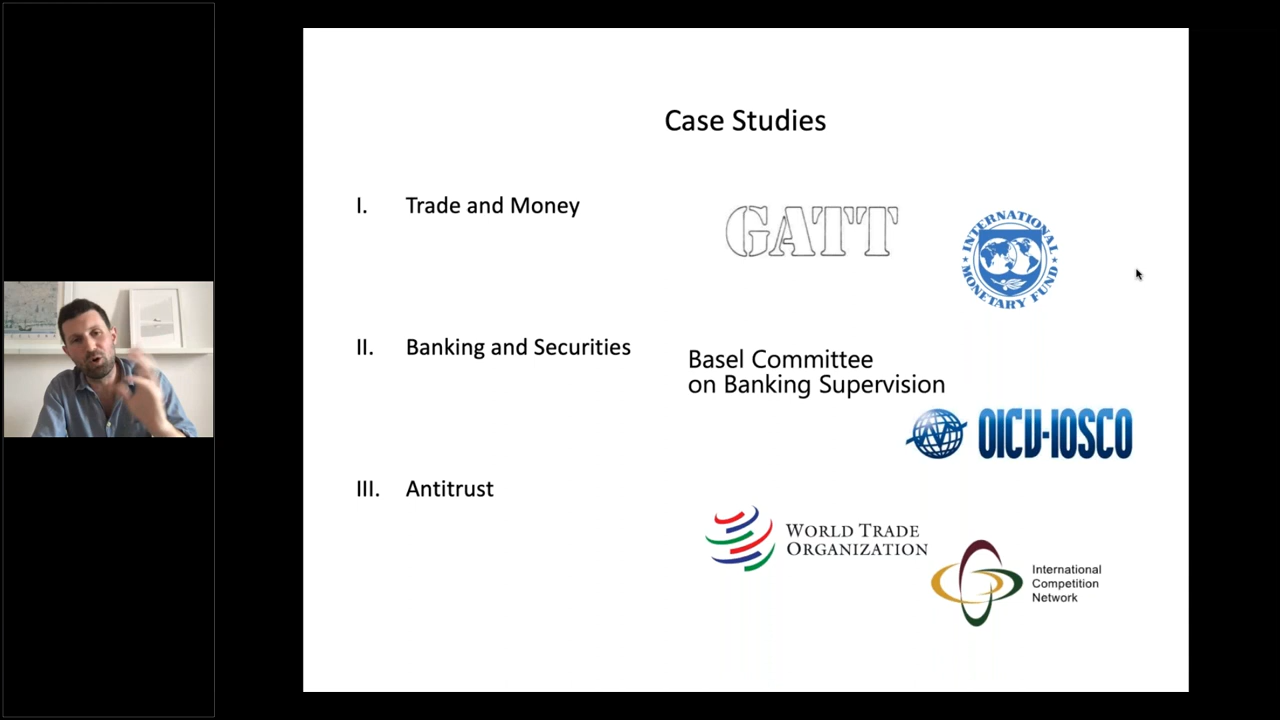 Case Studies
I. Trade and Money
GATT
INTERNATIONAL MONETARY FUND
II. Banking and Securities
Basel Committee
on Banking Supervision
OICU-IOSCO
III. Antitrust
WORLD TRADE
ORGANIZATION
International
Competition
Network